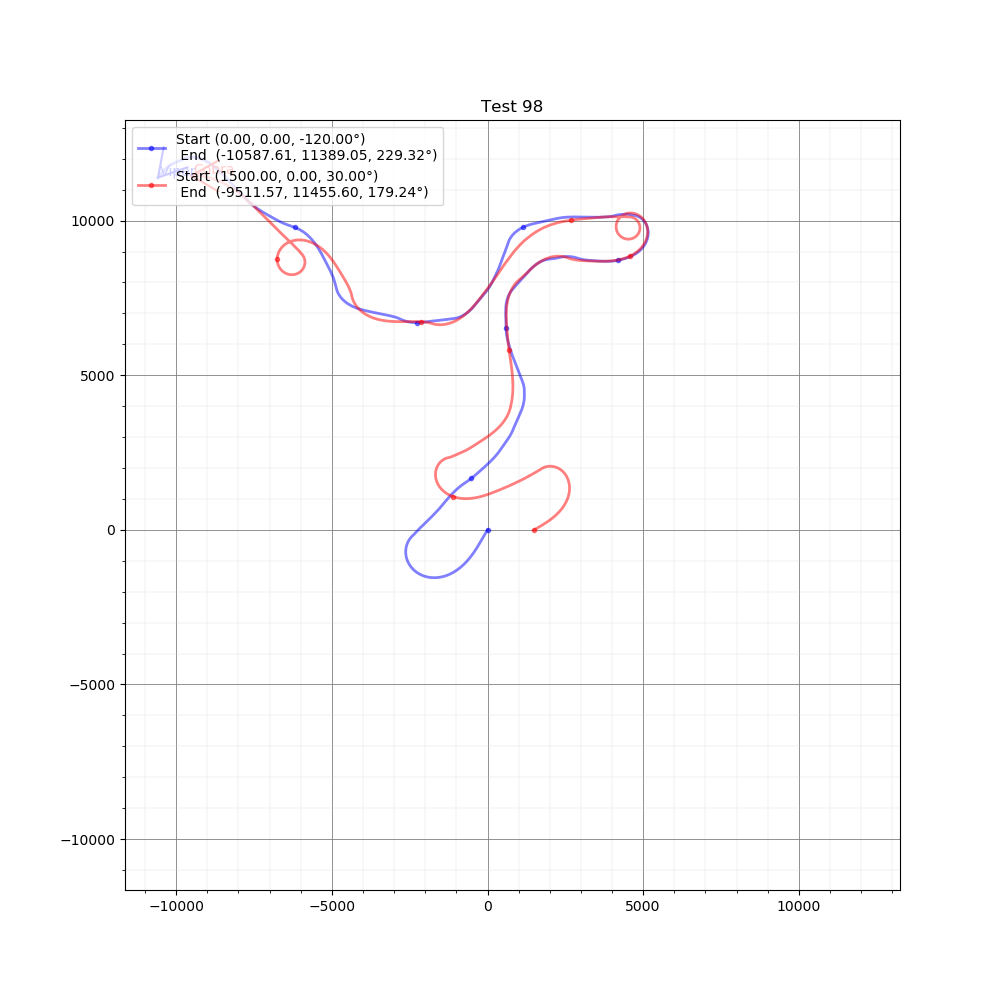 Test 98
Start (0.00, 0.00, -120.00°)
End (-10587.61, 11389.05, 229.32°)
Start (1500.00, 0.00, 30.00°)
End (-9511.57, 11455.60, 179.24°)
10000
5000
0
−5000
−10000
−10000
−5000
0
5000
10000